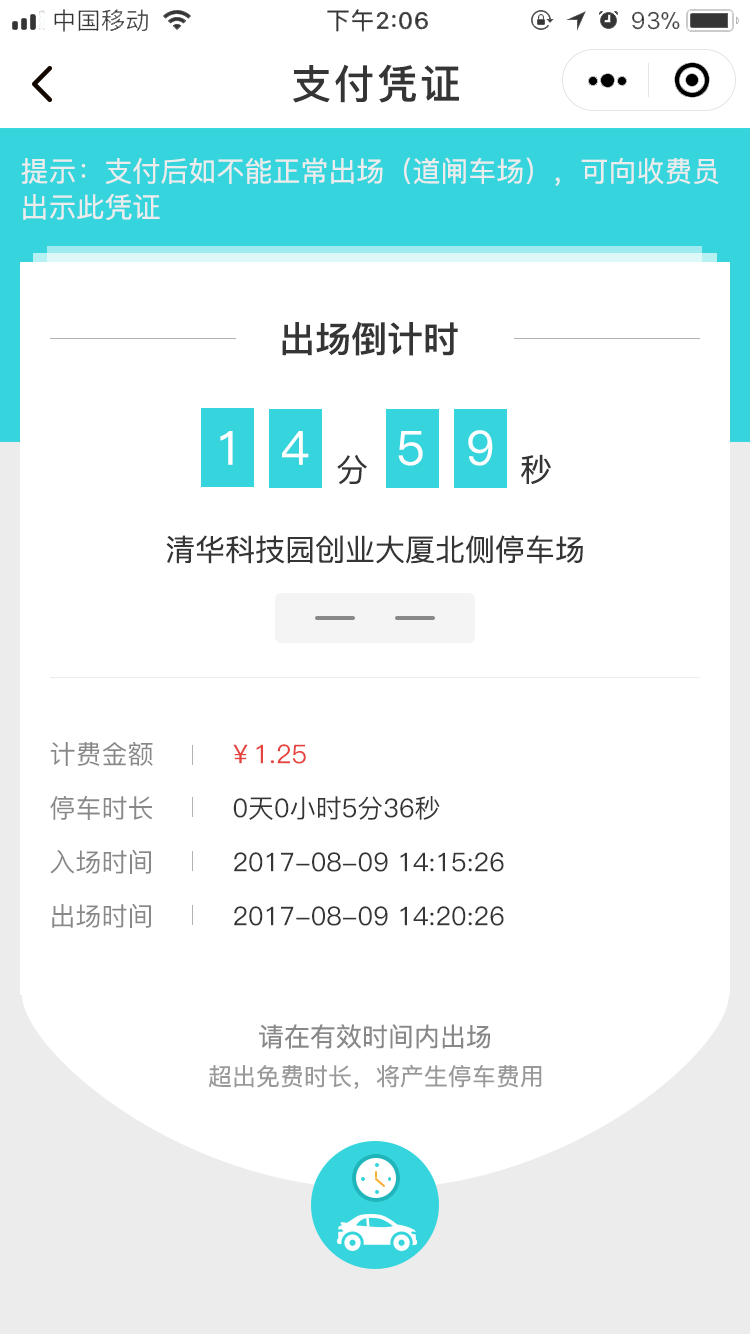 中国移动 下午2:06 93%
支付凭证
提示：支付后如不能正常出场（道闸车场），可向收费员
出示此凭证
出场倒计时
14分59秒
清华科技园创业大厦北侧停车场
计费金额 ¥ 1.25
停车时长 0天0小时5分36秒
入场时间 2017-08-09 14:15:26
出场时间 2017-08-09 14:20:26
请在有效时间内出场
超出免费时长，将产生停车费用